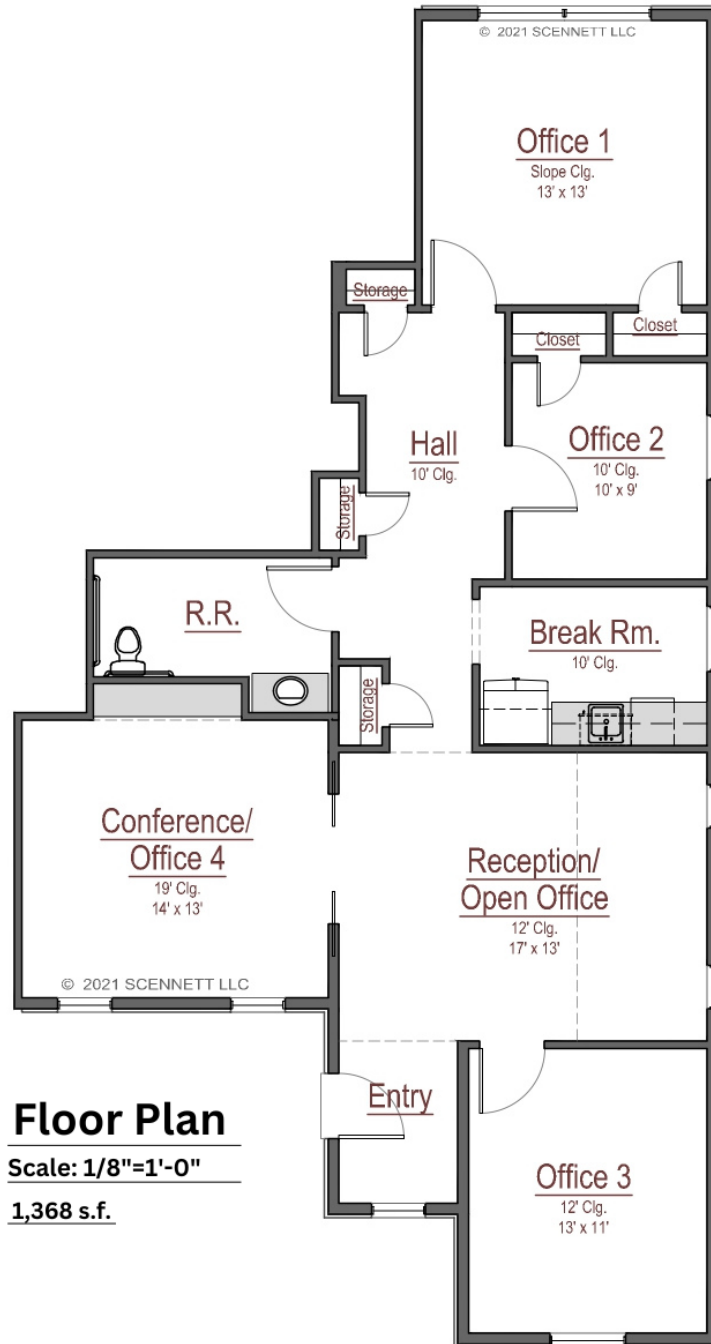 © 2021 SCENNETT LLC
Office 1
Slope Clg.
13' x 13'
Storage
Closet
Closet
Hall
10' Clg.
Office 2
10' Clg.
10' x 9'
Storage
R.R.
Break Rm.
10' Clg.
Storage
Conference/
Office 4
19' Clg.
14' x 13'
Reception/
Open Office
12' Clg.
17' x 13'
© 2021 SCENNETT LLC
Entry
Floor Plan
Scale: 1/8"=1'-0"
1,368 s.f.
Office 3
12' Clg.
13' x 11'